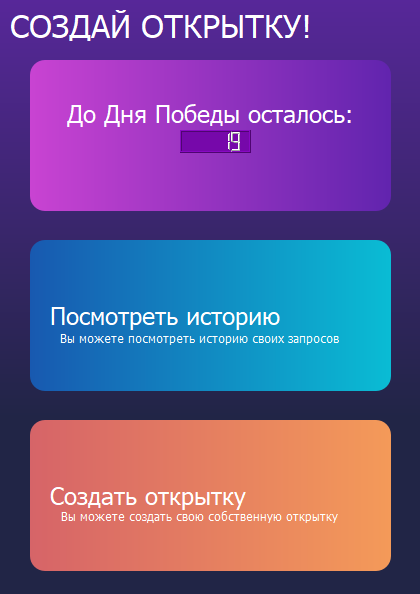 СОЗДАЙ ОТКРЫТКУ!
До Дня Победы осталось:
19
Посмотреть историю
Вы можете посмотреть историю своих запросов
Создать открытку
Вы можете создать свою собственную открытку